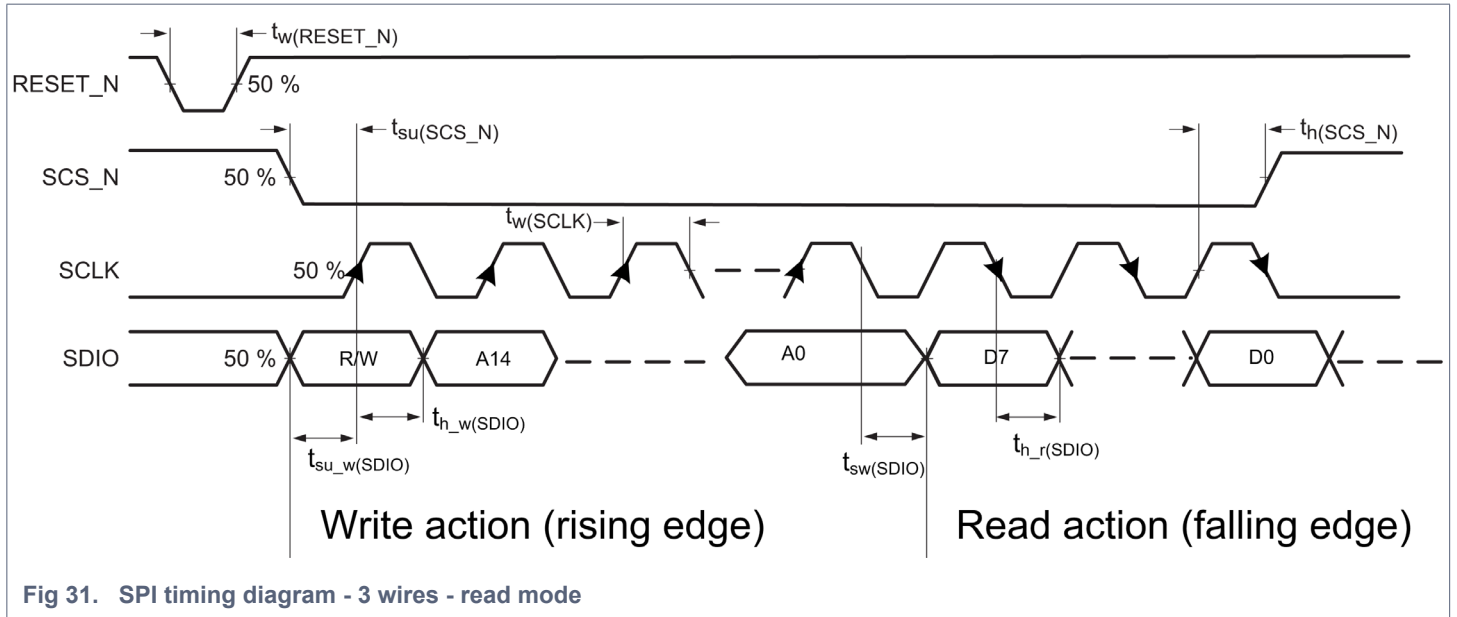 tw(RESET_N)
RESET_N
50 %
tsu(SCS_N)
th(SCS_N)
SCS_N
50 %
tw(SCLK)
SCLK
50 %
SDIO
50 %
R/W
A14
A0
D7
D0
th_w(SDIO)
tsu_w(SDIO)
tsw(SDIO)
th_r(SDIO)
Write action (rising edge)
Read action (falling edge)
Fig 31. SPI timing diagram - 3 wires - read mode